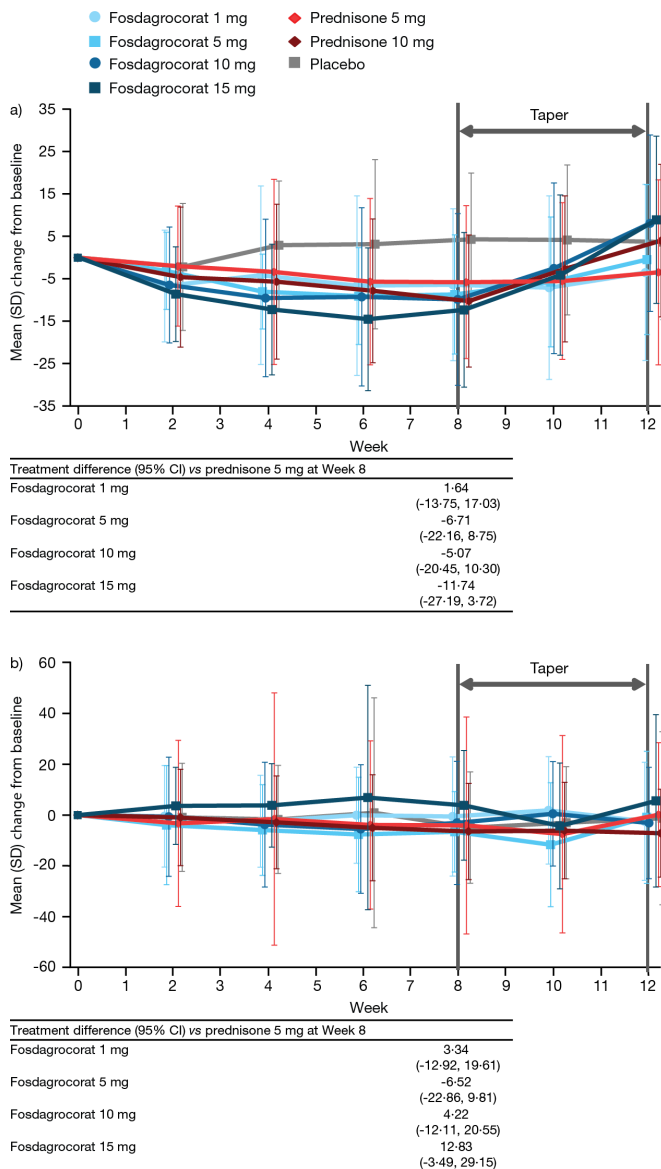 Fosdagrocorat 1 mg
Fosdagrocorat 5 mg
Fosdagrocorat 10 mg
Fosdagrocorat 15 mg
Prednisone 5 mg
Prednisone 10 mg
Placebo
a)
Taper
Mean (SD) change from baseline
35
25
15
5
-5
-15
-25
-35
0 1 2 3 4 5 6 7 8 9 10 11 12
Week
Treatment difference (95% CI) vs prednisone 5 mg at Week 8
Fosdagrocorat 1 mg 1·64
(-13·75, 17·03)
Fosdagrocorat 5 mg -6·71
(-22·16, 8·75)
Fosdagrocorat 10 mg -5·07
(-20·45, 10·30)
Fosdagrocorat 15 mg -11·74
(-27·19, 3·72)
b)
Taper
Mean (SD) change from baseline
60
40
20
0
-20
-40
-60
0 1 2 3 4 5 6 7 8 9 10 11 12
Week
Treatment difference (95% CI) vs prednisone 5 mg at Week 8
Fosdagrocorat 1 mg 3·34
(-12·92, 19·61)
Fosdagrocorat 5 mg -6·52
(-22·86, 9·81)
Fosdagrocorat 10 mg 4·22
(-12·11, 20·55)
Fosdagrocorat 15 mg 12·83
(-3·49, 29·15)